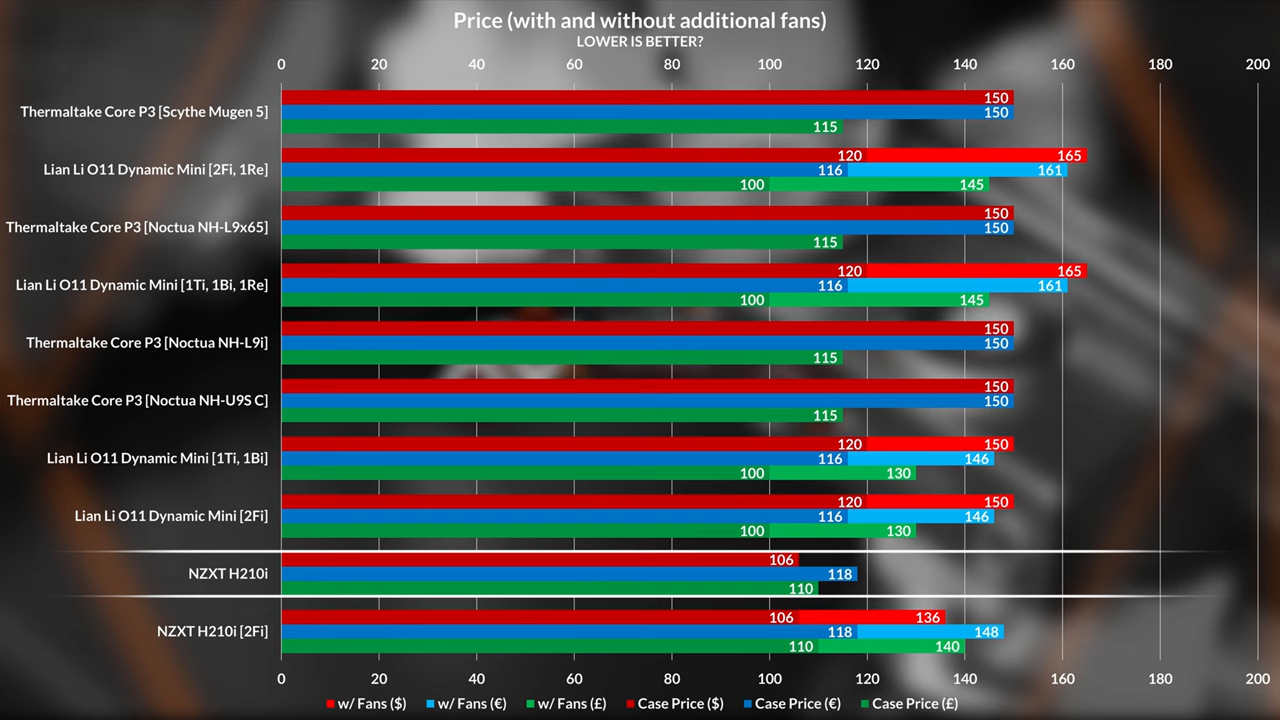 Price (with and without additional fans)
LOWER IS BETTER?
0 20 40 60 80 100 120 140 160 180 200
Thermaltake Core P3 [Scythe Mugen 5]
150
150
115
Lian Li O11 Dynamic Mini [2Fi, 1Re]
120 165
116 161
100 145
Thermaltake Core P3 [Noctua NH-L9x65]
150
150
115
Lian Li O11 Dynamic Mini [1Ti, 1Bi, 1Re]
120 165
116 161
100 145
Thermaltake Core P3 [Noctua NH-L9i]
150
150
115
Thermaltake Core P3 [Noctua NH-U9S C]
150
150
115
Lian Li O11 Dynamic Mini [1Ti, 1Bi]
120 150
116 146
100 130
Lian Li O11 Dynamic Mini [2Fi]
120 150
116 146
100 130
NZXT H210i
106
118
110
NZXT H210i [2Fi]
106 136
118 148
110 140
0 20 40 60 80 100 120 140 160 180 200
w/ Fans ($) w/ Fans (€) w/ Fans (£) Case Price ($) Case Price (€) Case Price (£)